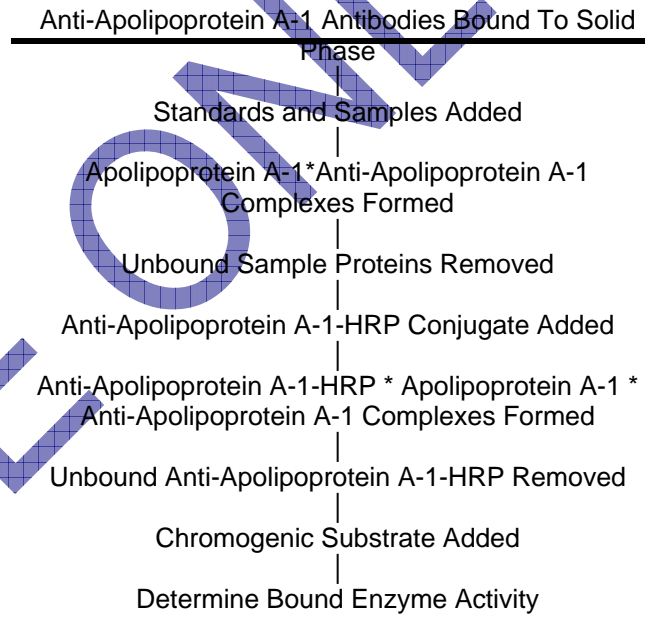 Anti-Apolipoprotein A-1 Antibodies Bound To Solid
Phase
|
Standards and Samples Added
|
Apolipoprotein A-1*Anti-Apolipoprotein A-1
Complexes Formed
|
Unbound Sample Proteins Removed
|
Anti-Apolipoprotein A-1-HRP Conjugate Added
|
Anti-Apolipoprotein A-1-HRP * Apolipoprotein A-1 *
Anti-Apolipoprotein A-1 Complexes Formed
|
Unbound Anti-Apolipoprotein A-1-HRP Removed
|
Chromogenic Substrate Added
|
Determine Bound Enzyme Activity